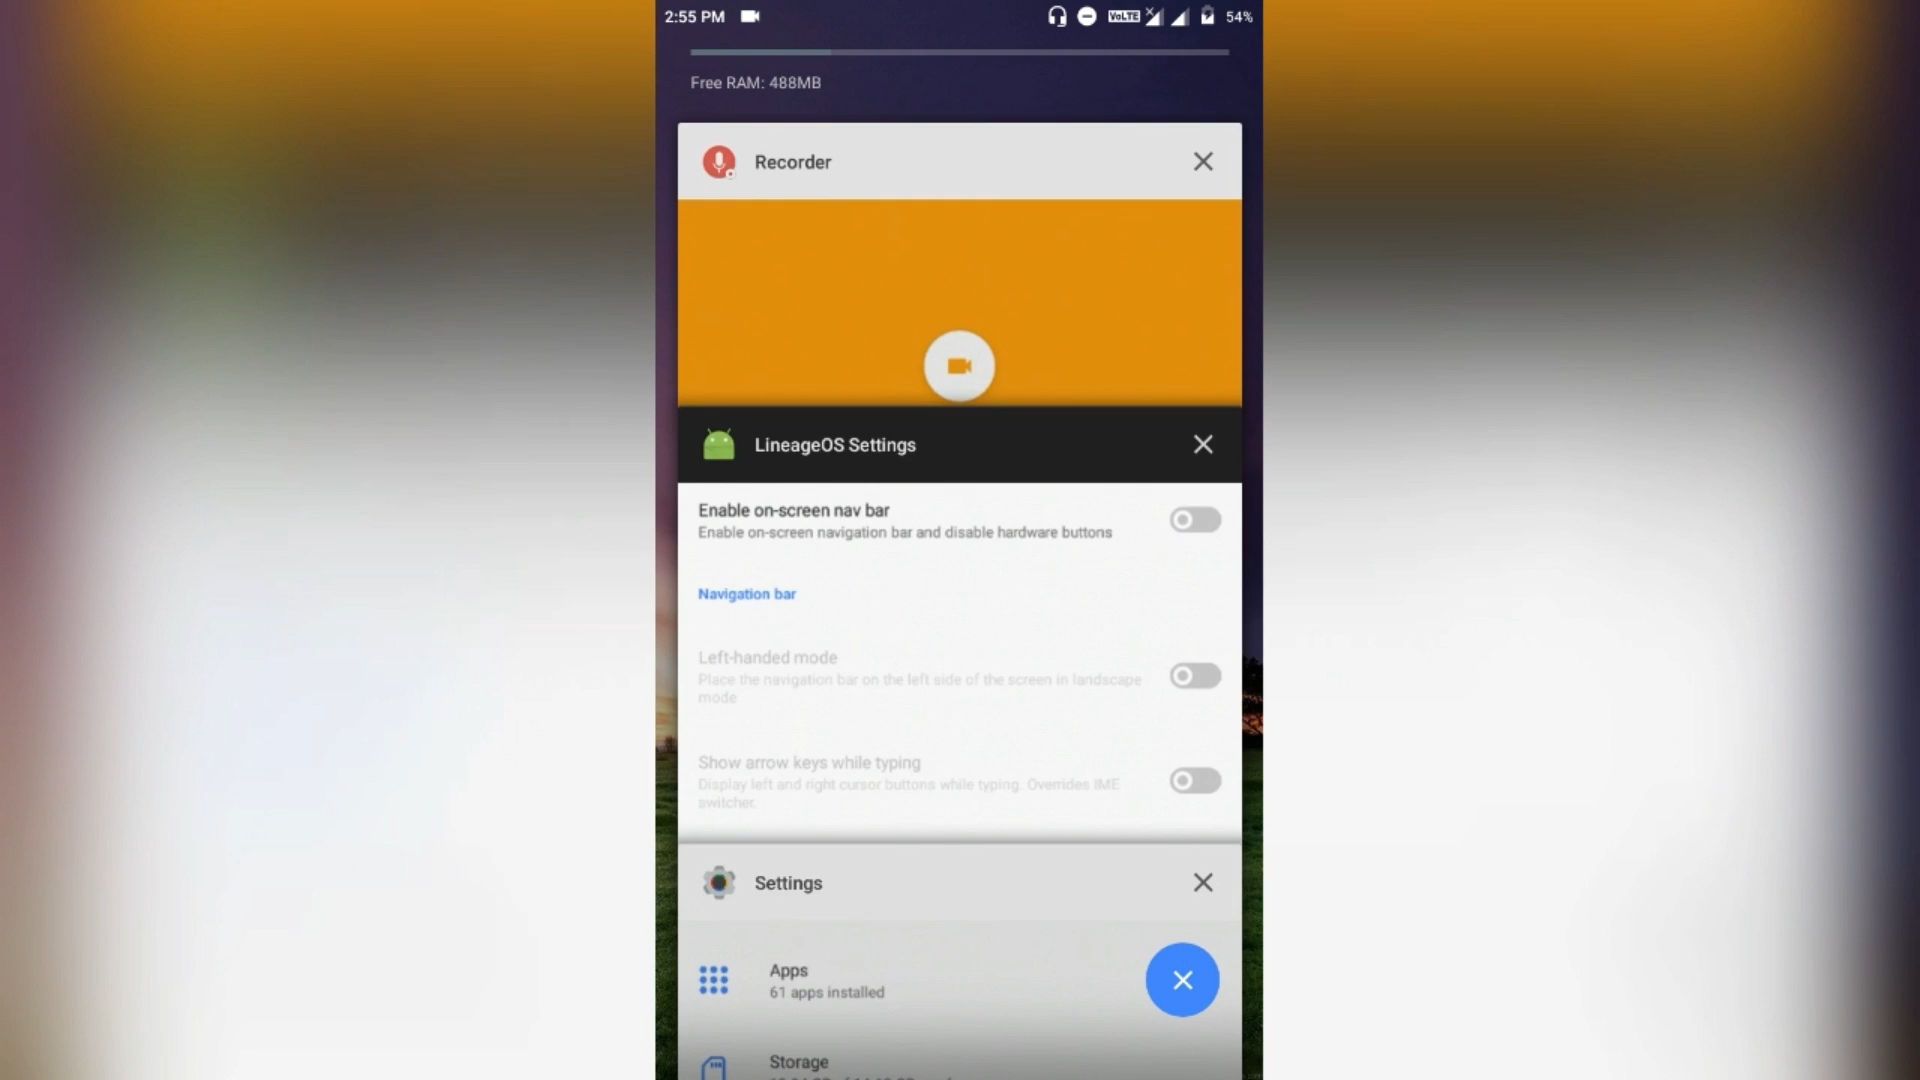 2:55 PM
VoLTE
54%
Free RAM: 488MB
Recorder
LineageOS Settings
Enable on-screen nav bar
Enable on-screen navigation bar and disable hardware buttons
Navigation bar
Left-handed mode
Place the navigation bar on the left side of the screen in landscape
mode
Show arrow keys while typing
Display left and right cursor buttons while typing. Overrides IME
switcher.
Settings
Apps
61 apps installed
Storage